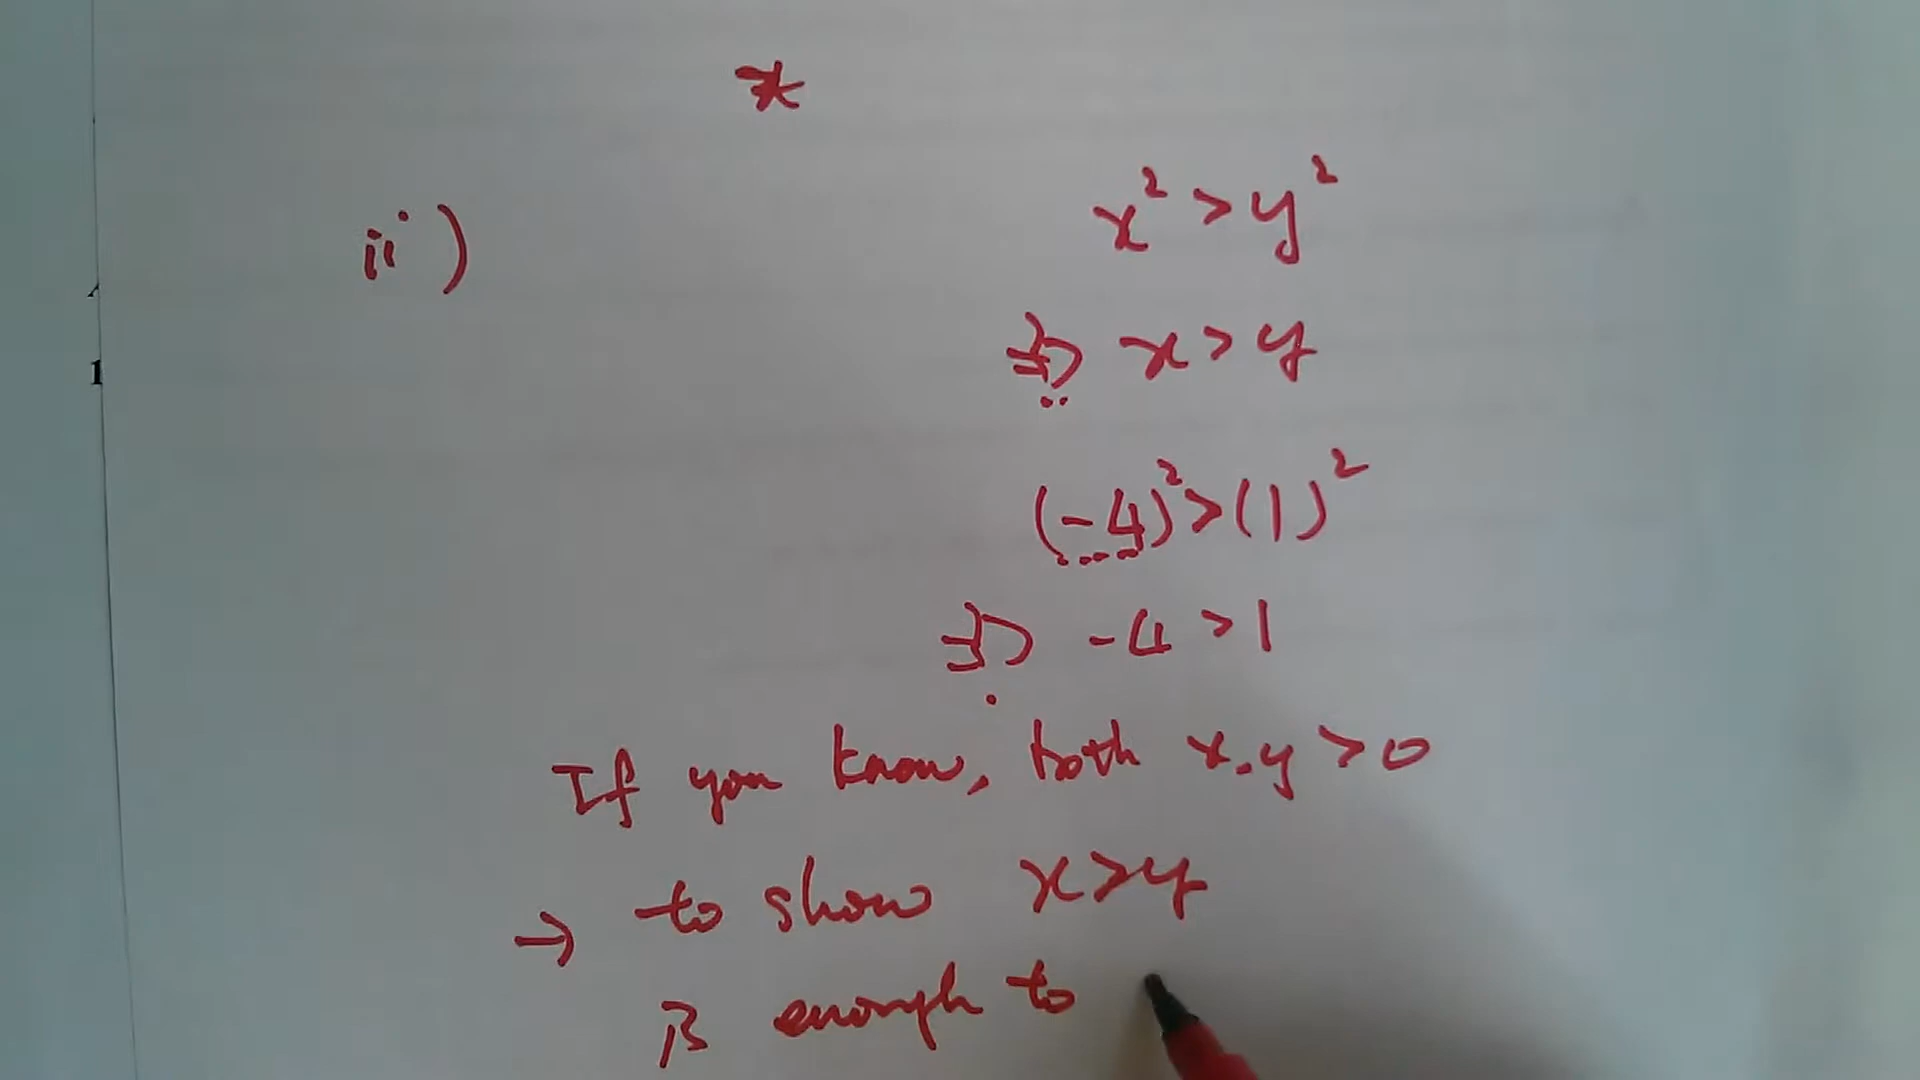 *
ii)
x² > y²
⇏ x > y
(-4)² > (1)²
⇏ -4 > 1
If you know, both x, y > 0
→ to show x > y
is enough to
1